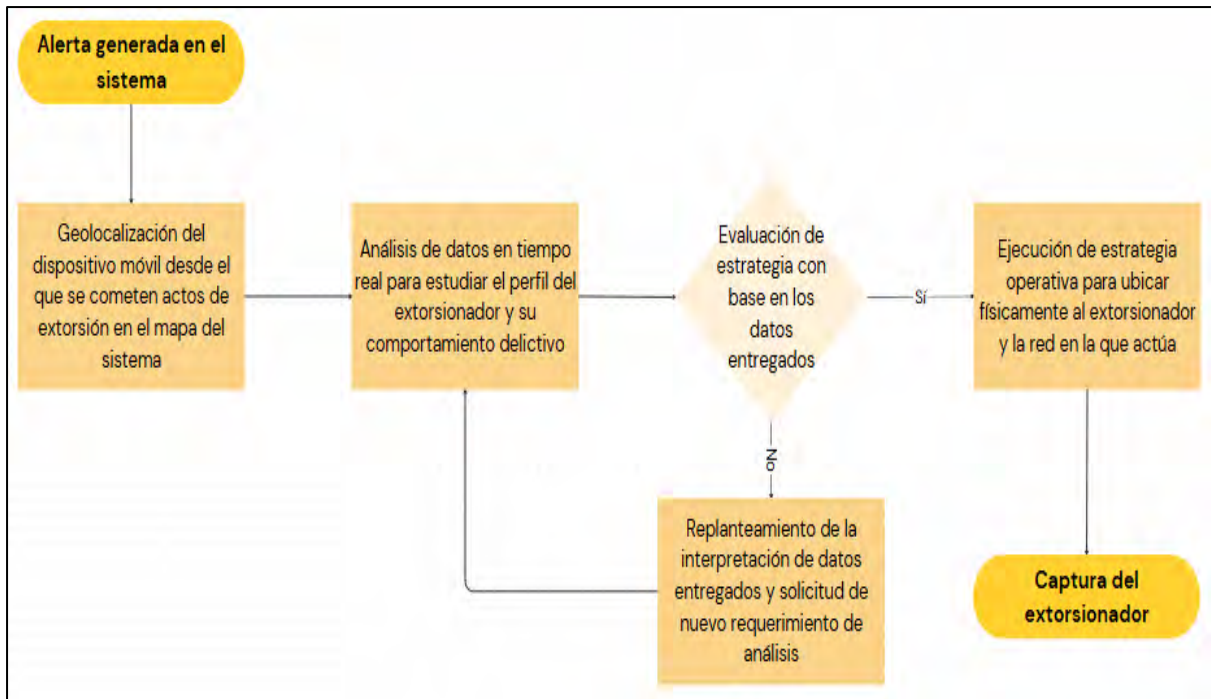 Alerta generada en el
sistema
Geolocalización del
dispositivo móvil desde el
que se cometen actos de
extorsión en el mapa del
sistema
Análisis de datos en tiempo
real para estudiar el perfil del
extorsionador y su
comportamiento delictivo
Evaluación de
estrategia con
base en los
datos
entregados
Sí
Ejecución de estrategia
operativa para ubicar
físicamente al extorsionador
y la red en la que actúa
No
Replanteamiento de la
interpretación de datos
entregados y solicitud de
nuevo requerimiento de
análisis
Captura del
extorsionador